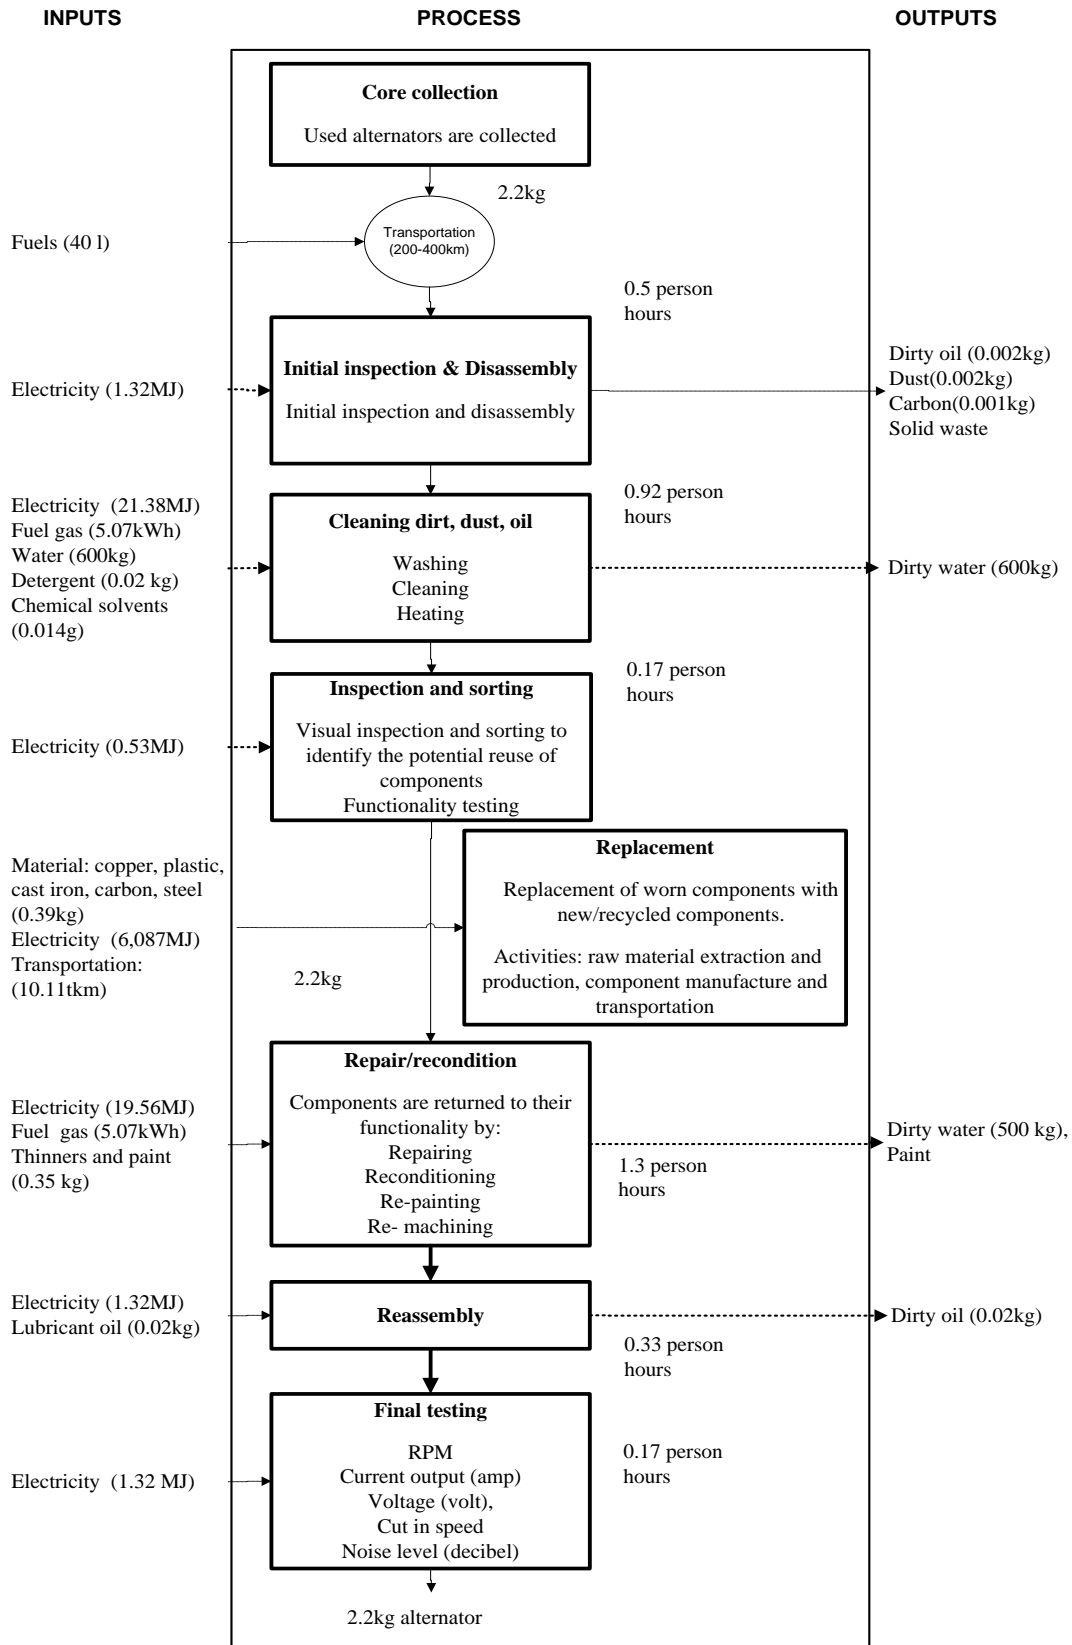 INPUTS
PROCESS
OUTPUTS
Core collection
Used alternators are collected
2.2kg
Fuels (40 l)
Transportation
(200-400km)
0.5 person
hours
Initial inspection & Disassembly
Initial inspection and disassembly
Electricity (1.32MJ)
Dirty oil (0.002kg)
Dust(0.002kg)
Carbon(0.001kg)
Solid waste
Electricity  (21.38MJ)
Fuel gas (5.07kWh)
Water (600kg)
Detergent (0.02 kg)
Chemical solvents
(0.014g)
Cleaning dirt, dust, oil
Washing
Cleaning
Heating
0.92 person
hours
Dirty water (600kg)
0.17 person
hours
Inspection and sorting
Visual inspection and sorting to
identify the potential reuse of
components
Functionality testing
Electricity (0.53MJ)
Material: copper, plastic,
cast iron, carbon, steel
(0.39kg)
Electricity  (6,087MJ)
Transportation:
(10.11tkm)
Replacement
Replacement of worn components with
new/recycled components.
Activities: raw material extraction and
production, component manufacture and
transportation
2.2kg
Repair/recondition
Components are returned to their
functionality by:
Repairing
Reconditioning
Re-painting
Re- machining
Electricity (19.56MJ)
Fuel  gas (5.07kWh)
Thinners and paint
(0.35 kg)
1.3 person
hours
Dirty water (500 kg),
Paint
Electricity (1.32MJ)
Lubricant oil (0.02kg)
Reassembly
Dirty oil (0.02kg)
0.33 person
hours
Final testing
RPM
Current output (amp)
Voltage (volt),
Cut in speed
Noise level (decibel)
Electricity  (1.32 MJ)
0.17 person
hours
2.2kg alternator